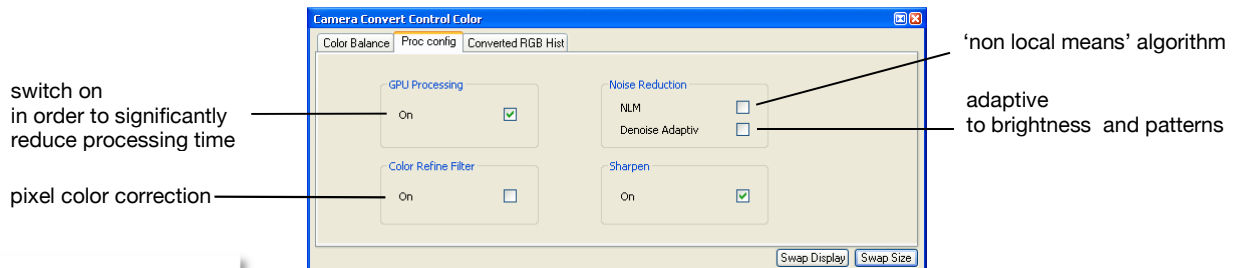 Camera Convert Control Color
Color Balance Proc config Converted RGB Hist
'non local means' algorithm
switch on
in order to significantly
reduce processing time
GPU Processing
On
Noise Reduction
NLM
Denoise Adaptiv
adaptive
to brightness and patterns
pixel color correction
Color Refine Filter
On
Sharpen
On
Swap Display Swap Size